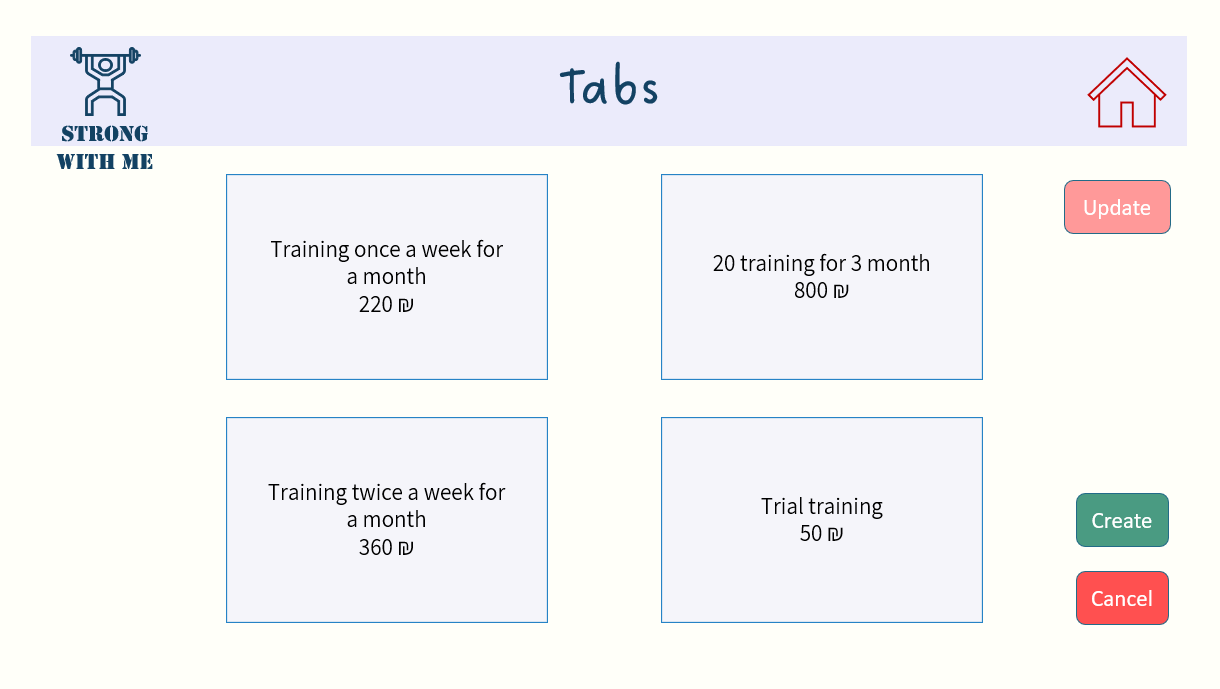 Tabs
STRONG
WITH ME
Training once a week for
a month
220 ₪
20 training for 3 month
800 ₪
Update
Training twice a week for
a month
360 ₪
Trial training
50 ₪
Create
Cancel